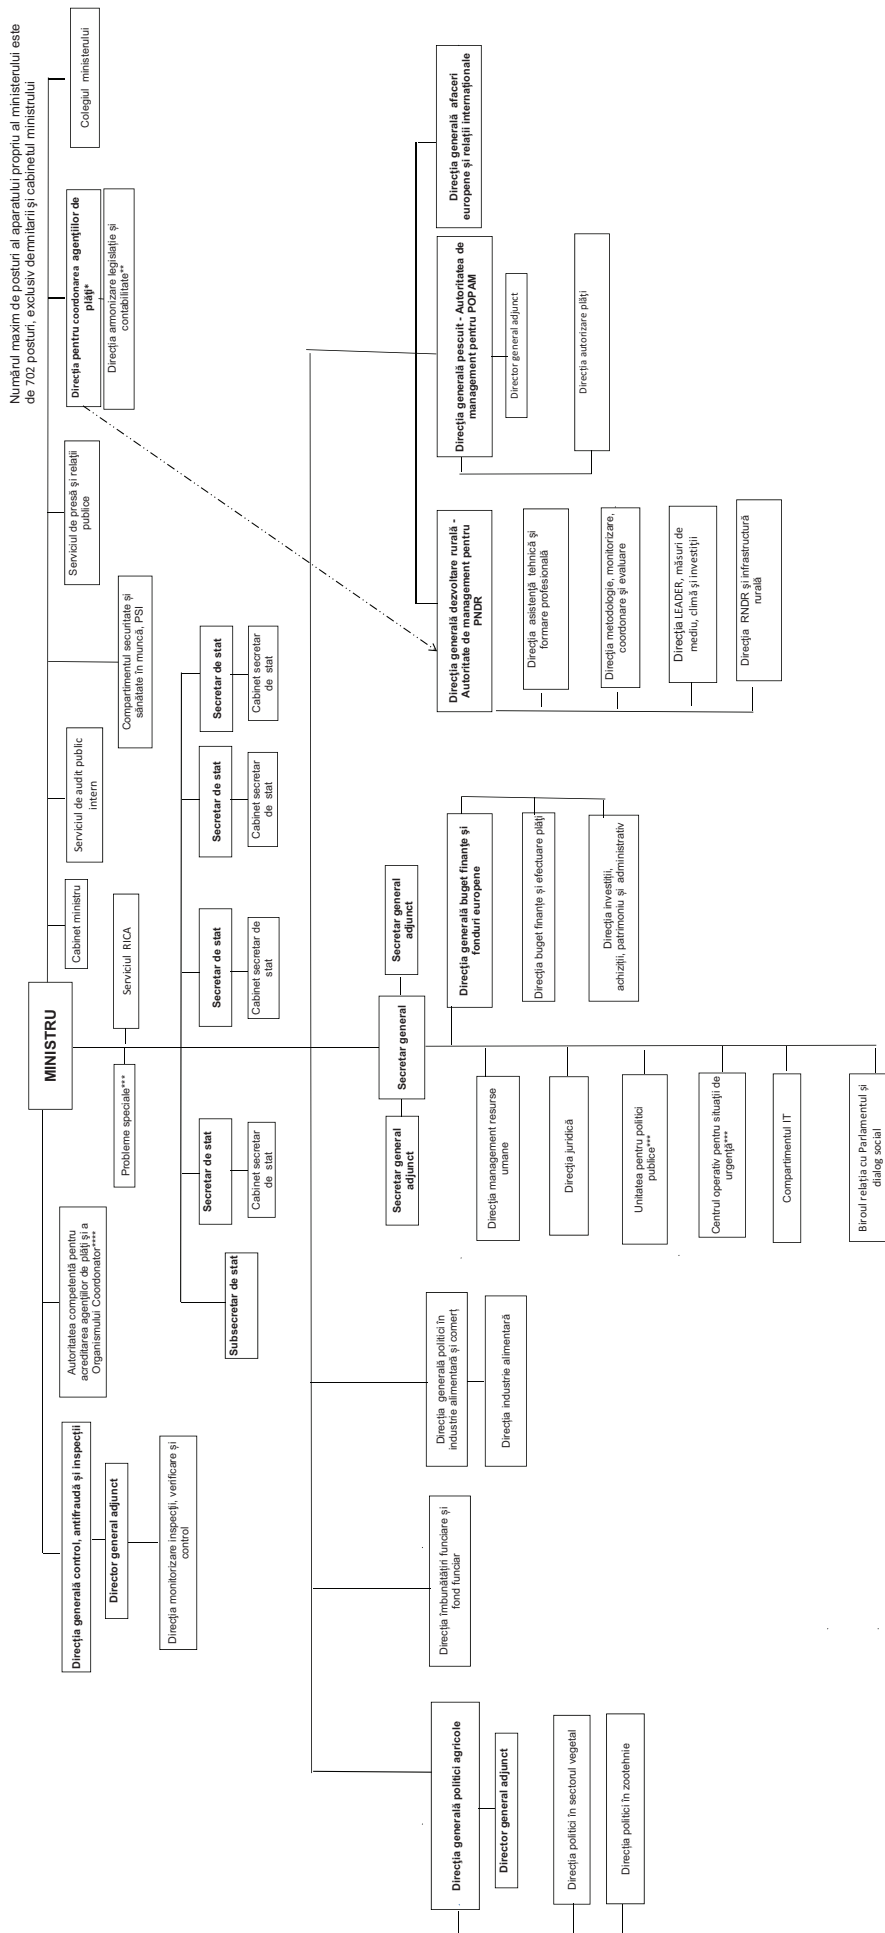 Numărul maxim de posturi al aparatului propriu al ministerului este
de 702 posturi, exclusiv demnitarii și cabinetul ministrului
MINISTRU
Direcția generală control, antifraudă și inspecții
Director general adjunct
Direcția monitorizare inspecții, verificare și
control
Autoritatea competentă pentru
acreditarea agențiilor de plăți și a
Organismului Coordonator****
Cabinet ministru
Serviciul de audit public
intern
Compartimentul securitate și
sănătate în muncă, PSI
Serviciul de presă și relații
publice
Direcția pentru coordonarea agențiilor de
plăți*
Direcția armonizare legislație și
contabilitate**
Colegiul ministerului
Probleme speciale***
Serviciul RICA
Subsecretar de stat
Secretar de stat
Cabinet secretar
de stat
Secretar de stat
Cabinet secretar de
stat
Secretar de stat
Cabinet secretar
de stat
Secretar de stat
Cabinet secretar
de stat
Secretar general
adjunct
Secretar general
Secretar general
adjunct
Direcția generală politici agricole
Director general adjunct
Direcția politici în sectorul vegetal
Direcția politici în zootehnie
Direcția îmbunătățiri funciare și
fond funciar
Direcția generală politici în
industrie alimentară și comerț
Direcția industrie alimentară
Direcția management resurse
umane
Direcția juridică
Unitatea pentru politici
publice***
Centrul operativ pentru situații de
urgență***
Compartimentul IT
Biroul relația cu Parlamentul și
dialog social
Direcția generală buget finanțe și
fonduri europene
Direcția buget finanțe și efectuare plăți
Direcția investiții,
achiziții, patrimoniu și administrativ
Direcția generală dezvoltare rurală -
Autoritate de management pentru
PNDR
Direcția asistență tehnică și
formare profesională
Direcția metodologie, monitorizare,
coordonare și evaluare
Direcția LEADER, măsuri de
mediu, climă și investiții
Direcția RNDR și infrastructură
rurală
Direcția generală pescuit - Autoritatea de
management pentru POPAM
Director general adjunct
Direcția autorizare plăți
Direcția generală afaceri
europene și relații internaționale